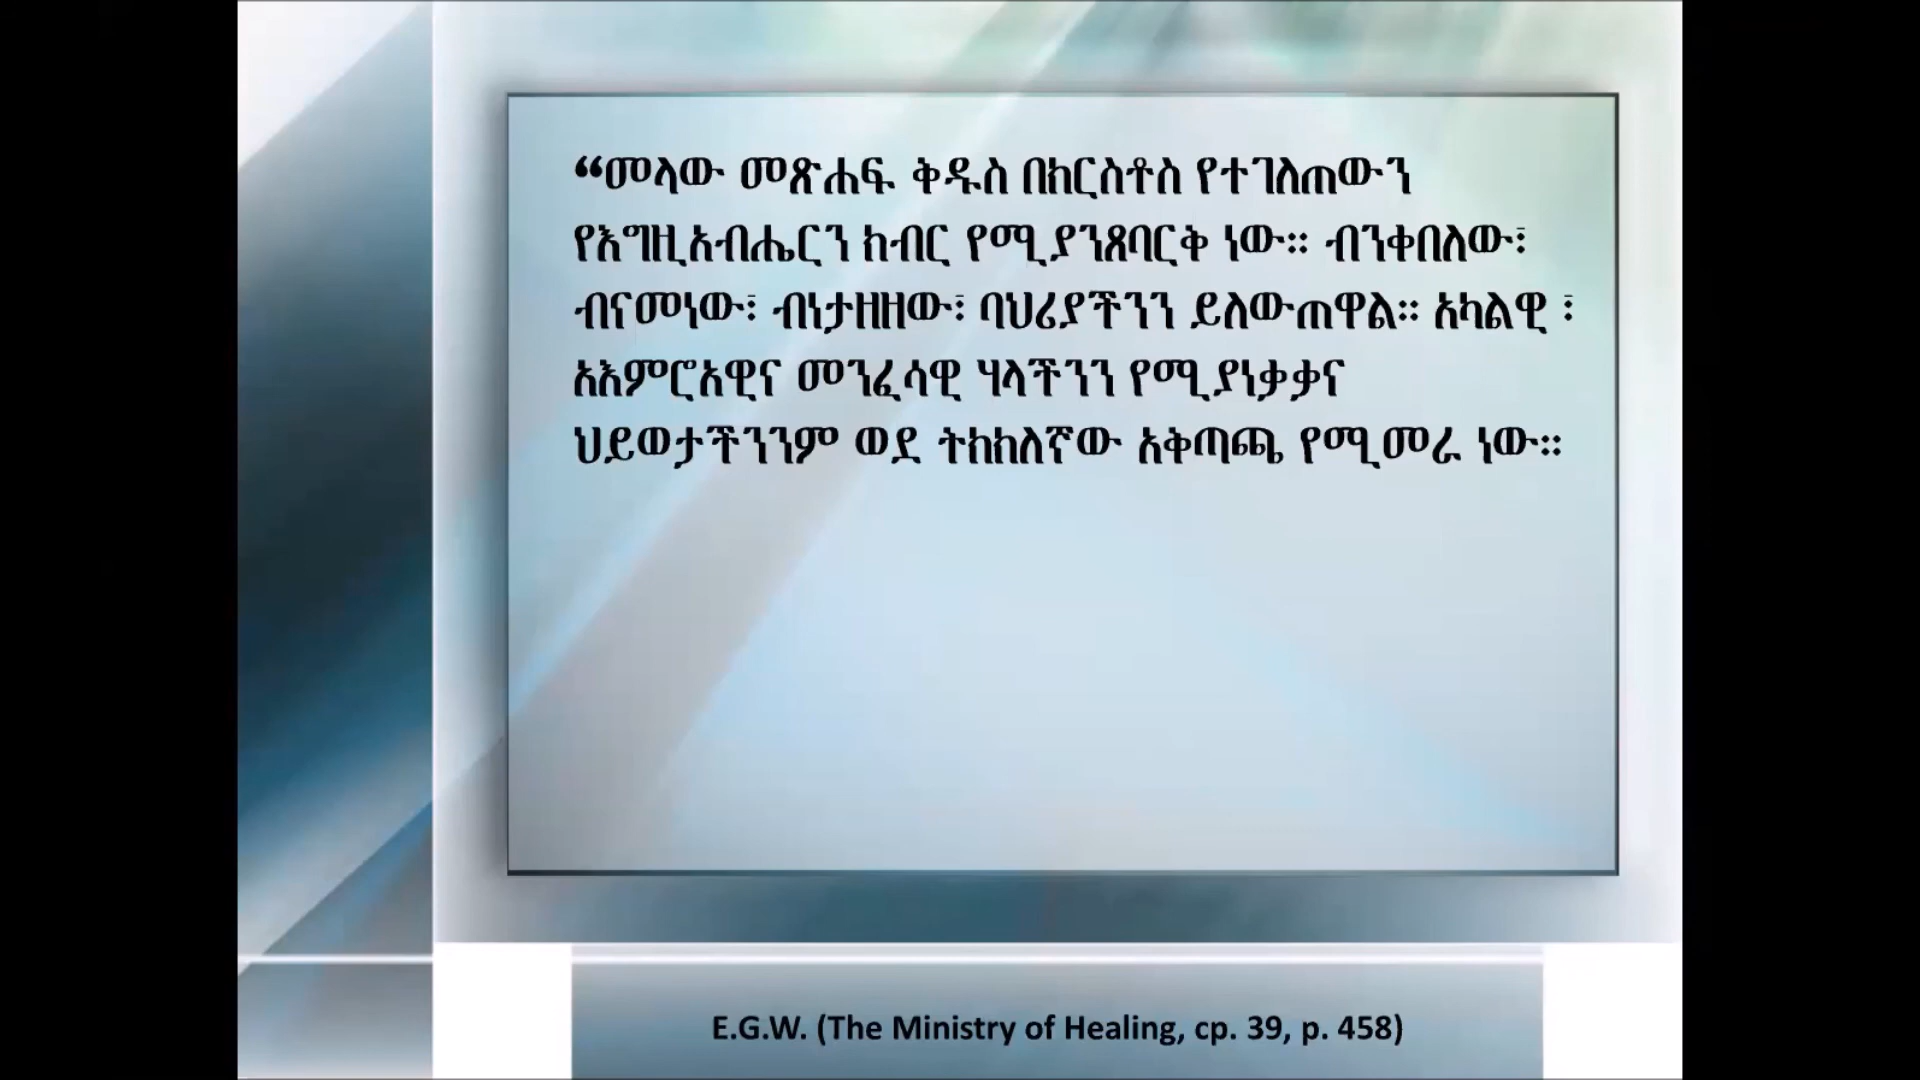 “መላው መጽሐፍ ቅዱስ በክርስቶስ የተገለጠውን
የእግዚአብሔርን ክብር የሚያንጸባርቅ ነው። ብንቀበለው፣
ብናመነው፣ ብነታዘዘው፣ ባህሪያችንን ይለውጠዋል። አካልዊ ፣
አእምሮአዊና መንፈሳዊ ሃላችንን የሚያነቃቃና
ህይወታችንንም ወደ ትክክለኛው አቅጣጫ የሚመራ ነው።
E.G.W. (The Ministry of Healing, cp. 39, p. 458)